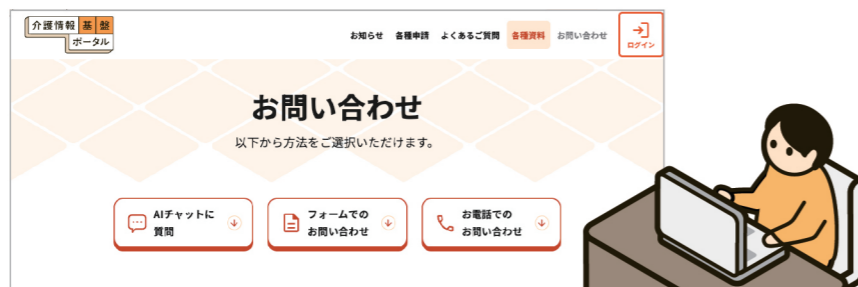 介護情報基盤
ポータル
お知らせ 各種申請 よくあるご質問 各種資料 お問い合わせ
ログイン
お問い合わせ
以下から方法をご選択いただけます。
AIチャットに
質問
フォームでの
お問い合わせ
お電話での
お問い合わせ